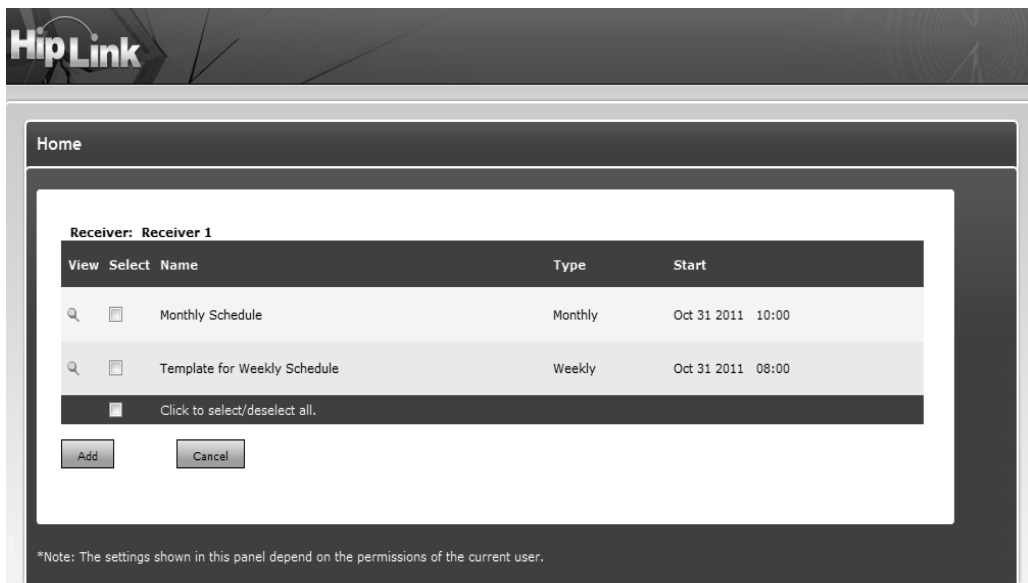 HipLink
Home
Receiver: Receiver 1
View Select Name Type Start
Monthly Schedule Monthly Oct 31 2011 10:00
Template for Weekly Schedule Weekly Oct 31 2011 08:00
Click to select/deselect all.
Add Cancel
*Note: The settings shown in this panel depend on the permissions of the current user.